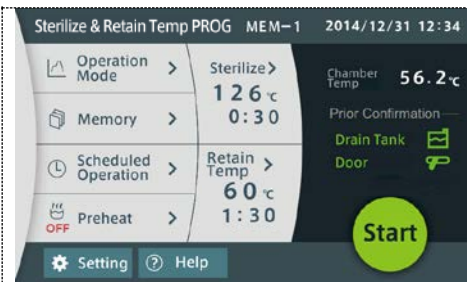 Sterilize & Retain Temp PROG MEM-1 2014/12/31 12:34
Operation
Mode >
Memory >
Scheduled
Operation >
OFF Preheat >
Sterilize>
126℃
0:30
Retain
Temp >
60℃
1:30
Chamber
Temp 56.2℃
Prior Confirmation
Drain Tank
Door
Start
Setting ? Help